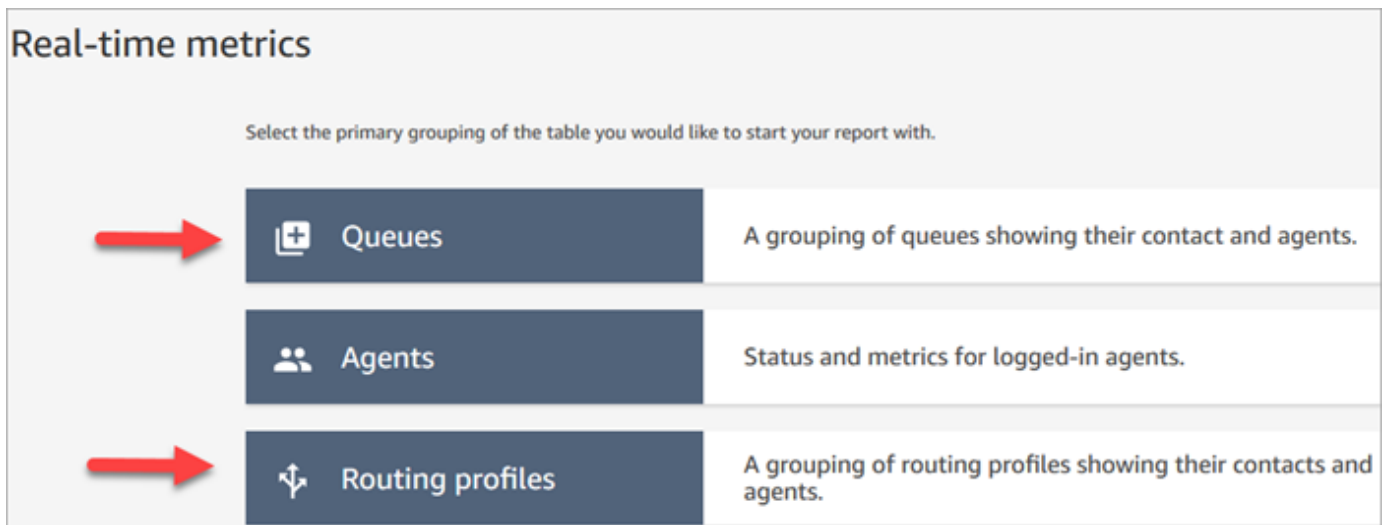 Real-time metrics
Select the primary grouping of the table you would like to start your report with.
Queues
A grouping of queues showing their contact and agents.
Agents
Status and metrics for logged-in agents.
Routing profiles
A grouping of routing profiles showing their contacts and
agents.